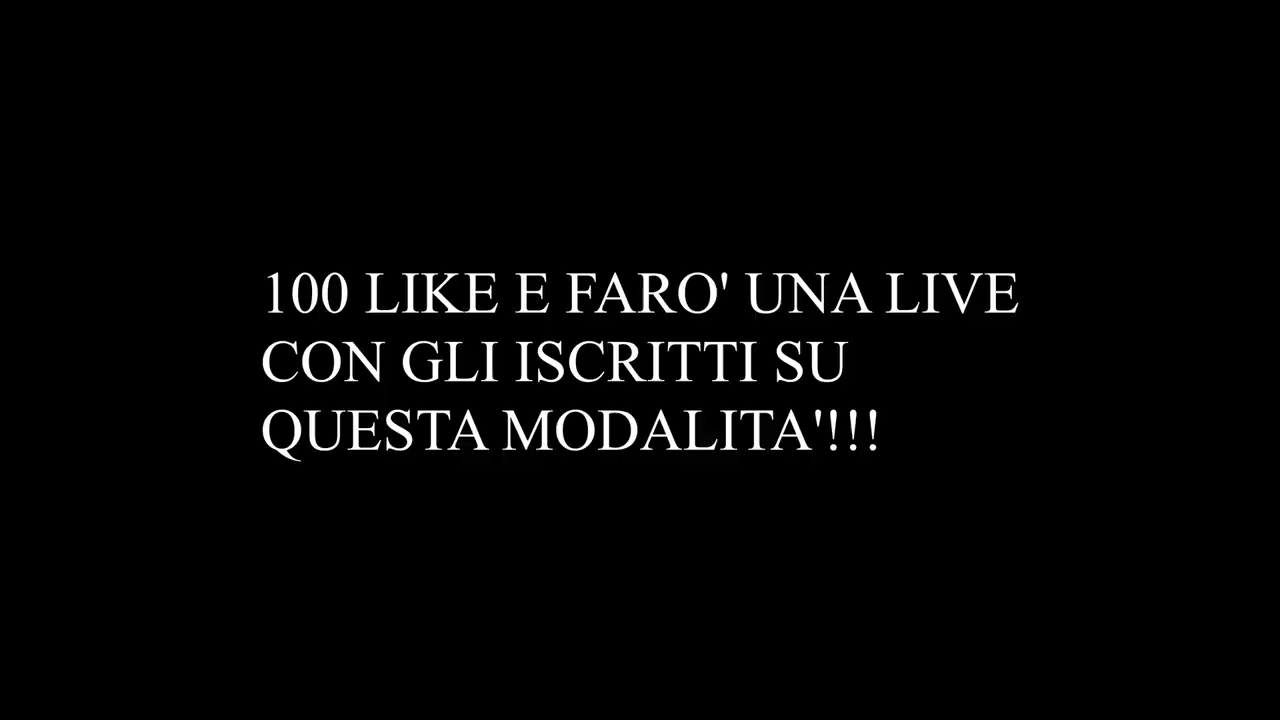 100 LIKE E FARO' UNA LIVE
CON GLI ISCRITTI SU
QUESTA MODALITA'!!!